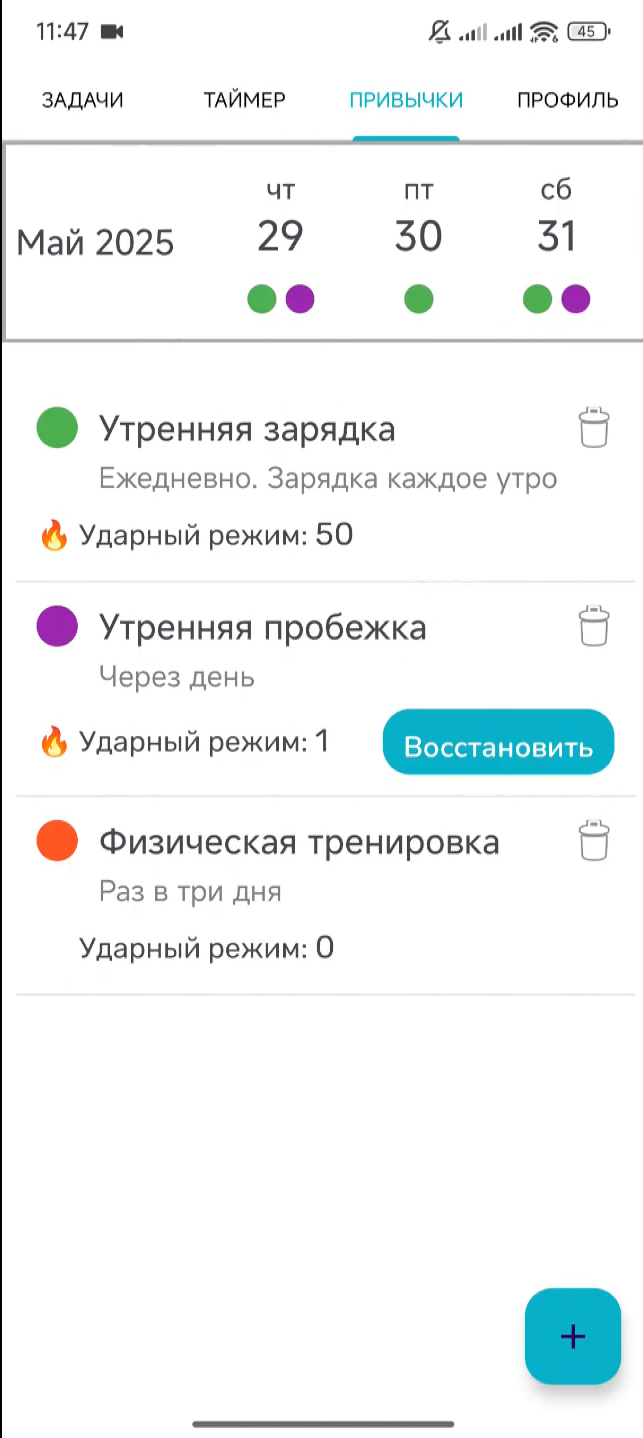 11:47
45
ЗАДАЧИ ТАЙМЕР ПРИВЫЧКИ ПРОФИЛЬ
Май 2025
чт пт сб
29 30 31
Утренняя зарядка
Ежедневно. Зарядка каждое утро
Ударный режим: 50
Утренняя пробежка
Через день
Ударный режим: 1
Восстановить
Физическая тренировка
Раз в три дня
Ударный режим: 0
+